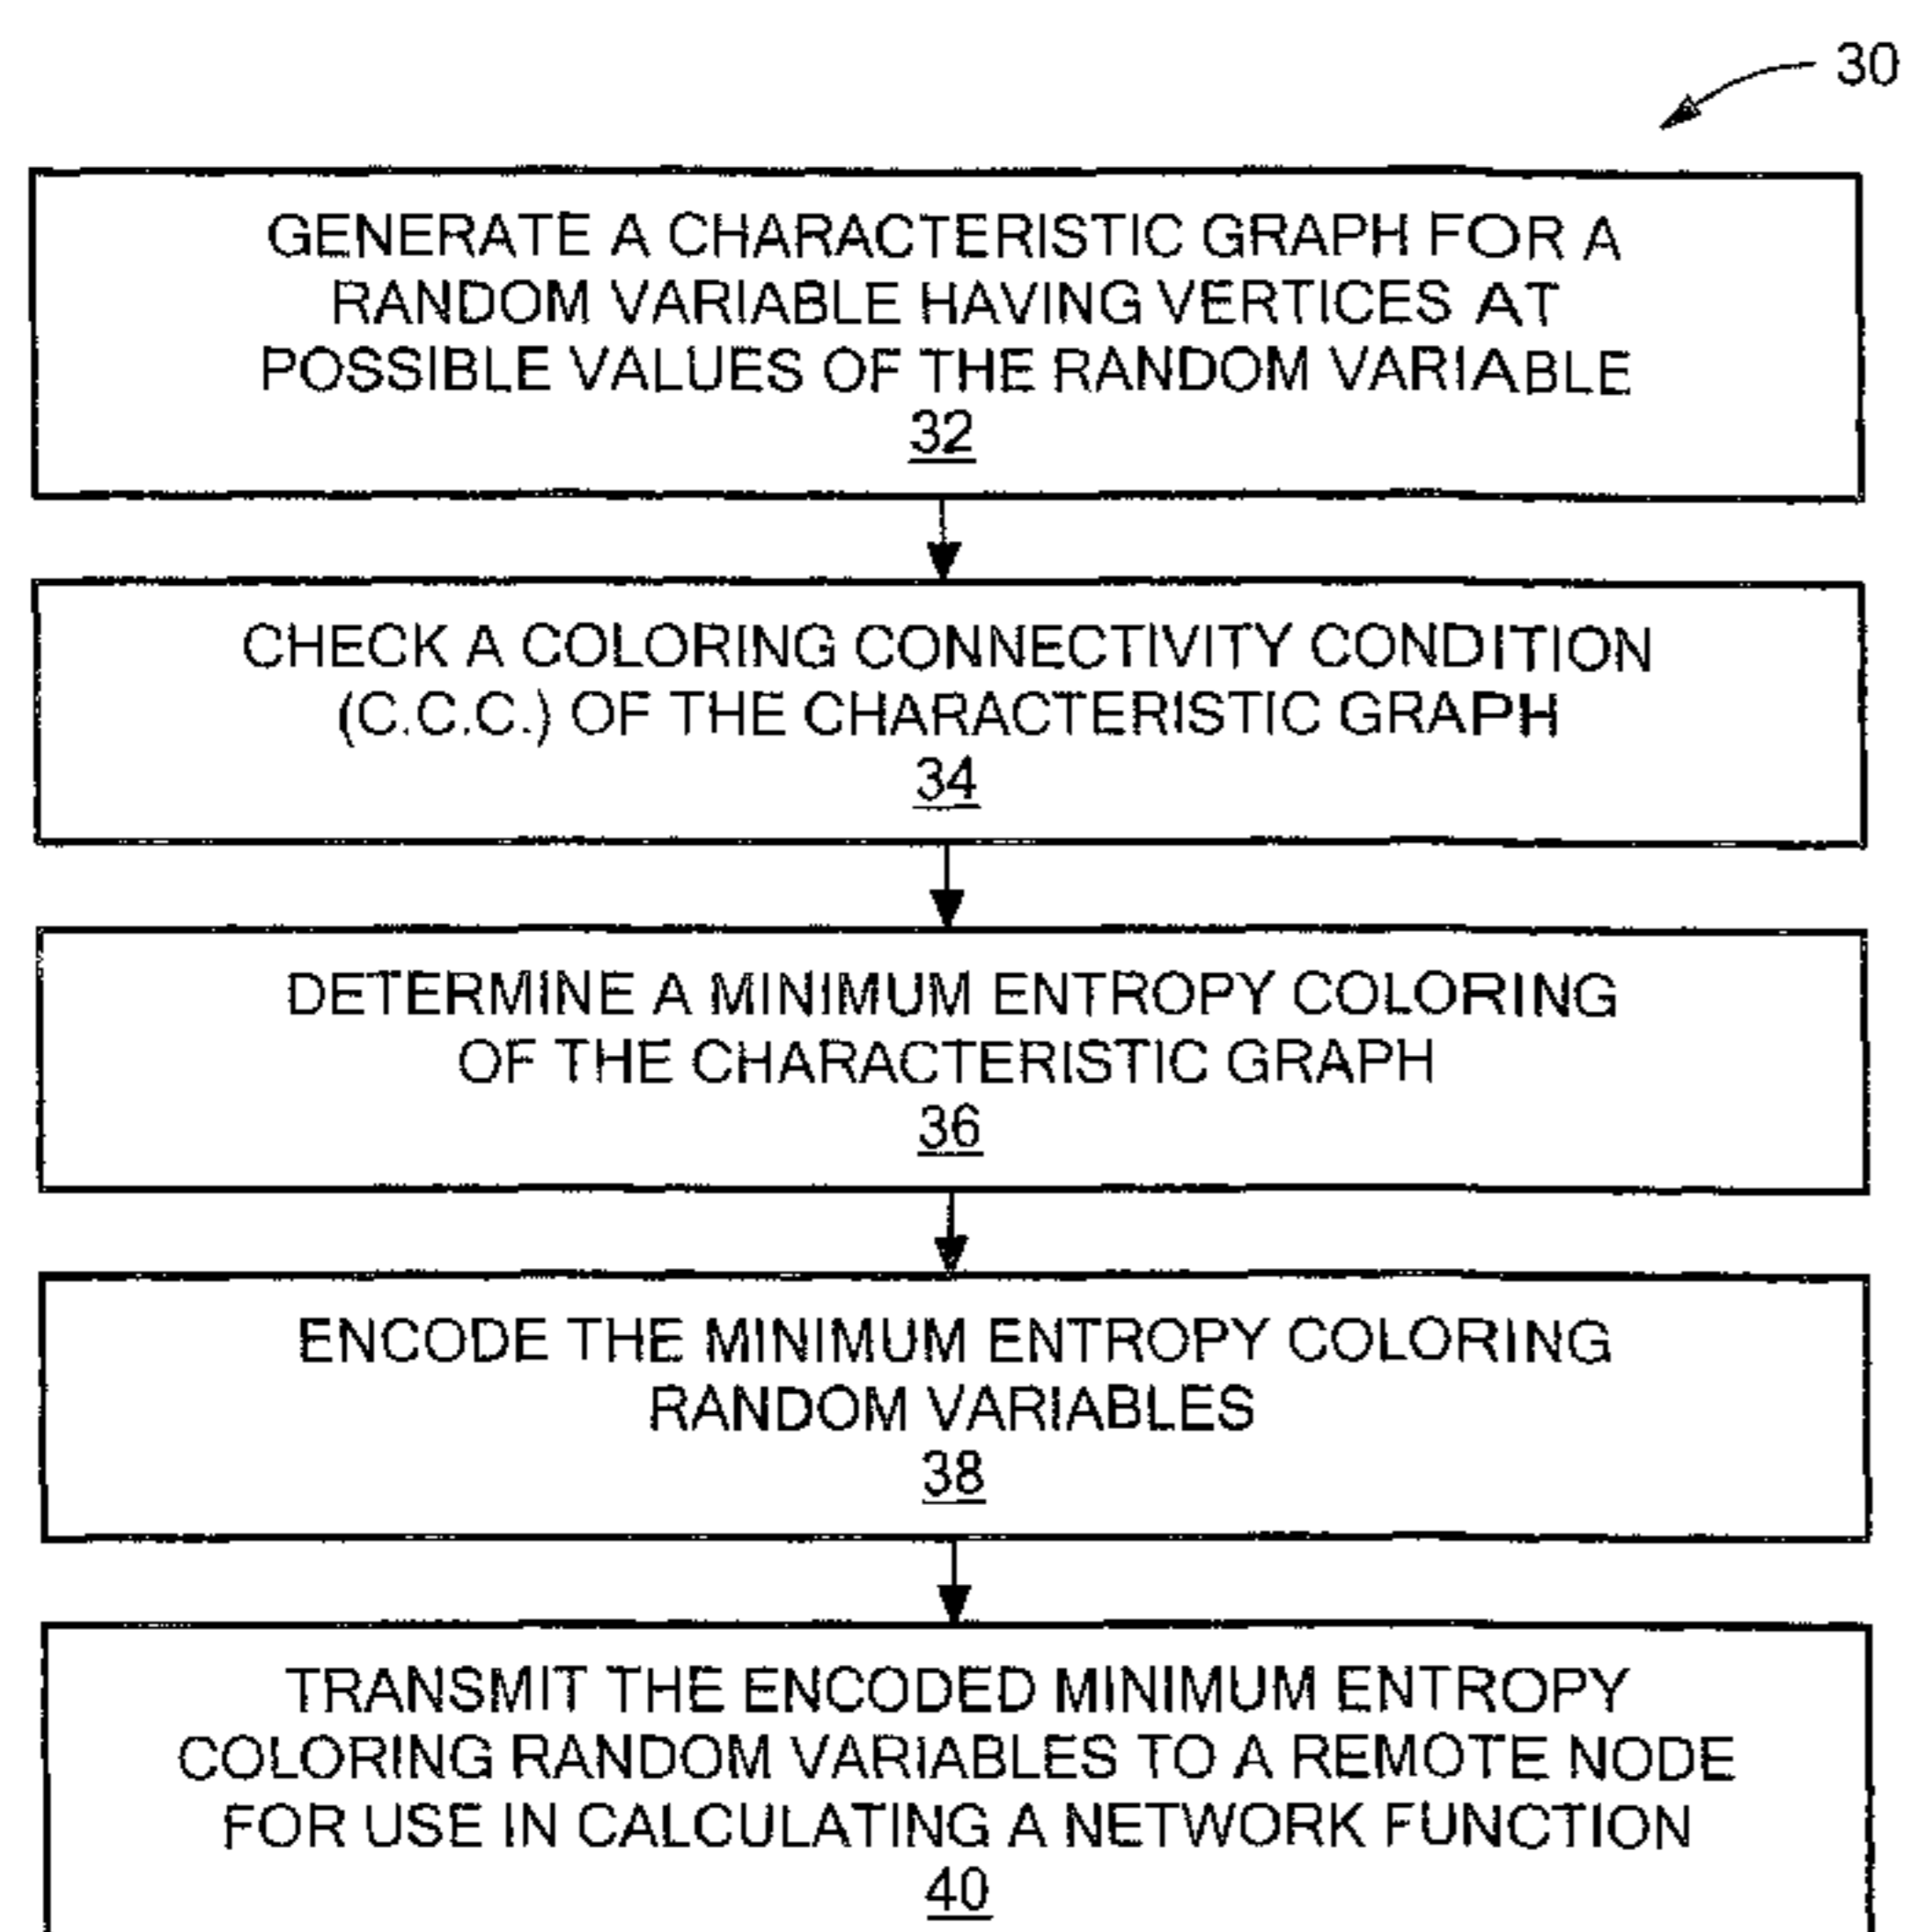 30
GENERATE A CHARACTERISTIC GRAPH FOR A
RANDOM VARIABLE HAVING VERTICES AT
POSSIBLE VALUES OF THE RANDOM VARIABLE
32
CHECK A COLORING CONNECTIVITY CONDITION
(C.C.C.) OF THE CHARACTERISTIC GRAPH
34
DETERMINE A MINIMUM ENTROPY COLORING
OF THE CHARACTERISTIC GRAPH
36
ENCODE THE MINIMUM ENTROPY COLORING
RANDOM VARIABLES
38
TRANSMIT THE ENCODED MINIMUM ENTROPY
COLORING RANDOM VARIABLES TO A REMOTE NODE
FOR USE IN CALCULATING A NETWORK FUNCTION
40